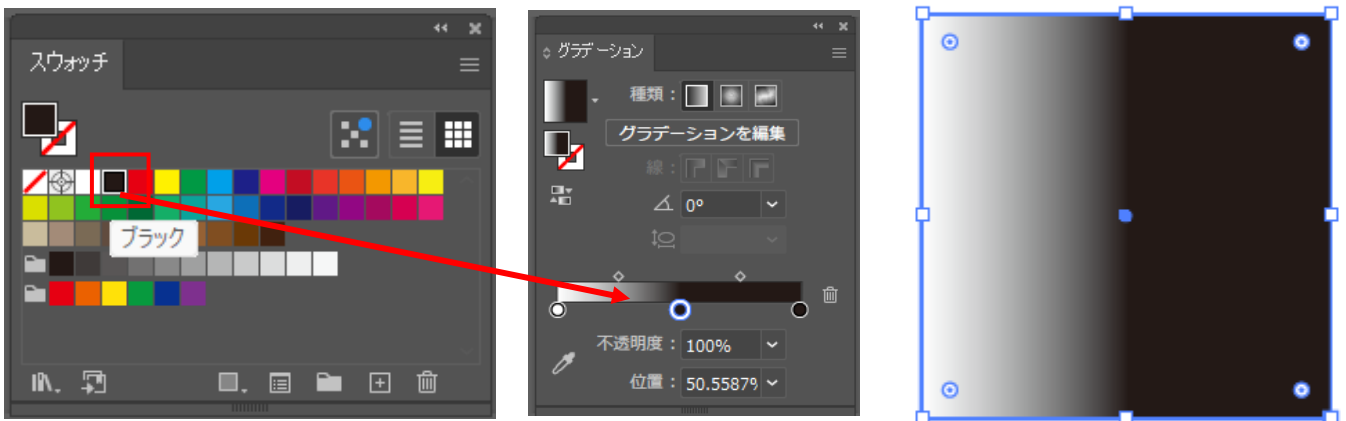 スウォッチ
ブラック
グラデーション
種類：
グラデーションを編集
線：
0°
不透明度：100%
位置：50.5587%